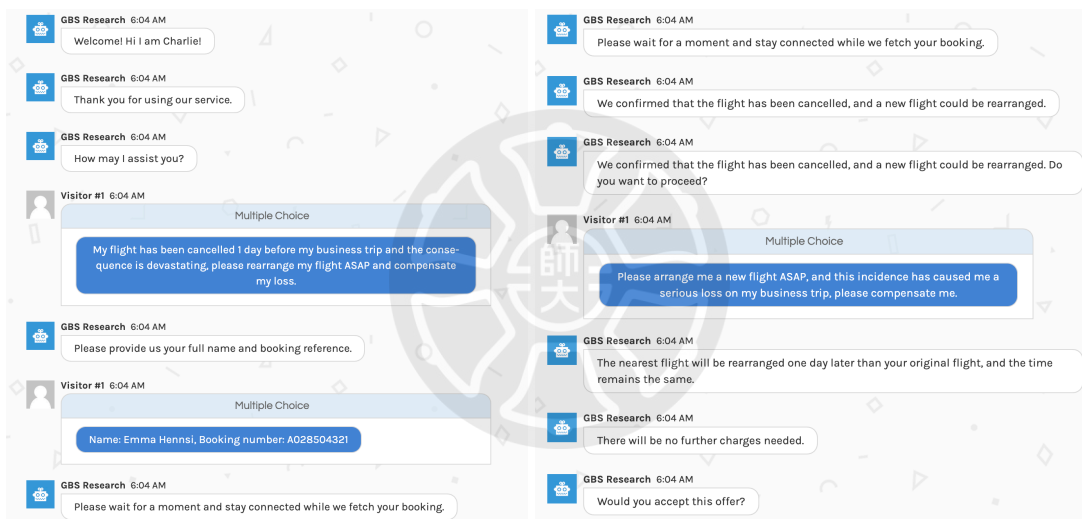 GBS Research 6:04 AM
Welcome! Hi I am Charlie!
GBS Research 6:04 AM
Thank you for using our service.
GBS Research 6:04 AM
How may I assist you?
Visitor #1 6:04 AM
Multiple Choice
My flight has been cancelled 1 day before my business trip and the conse-
quence is devastating, please rearrange my flight ASAP and compensate
my loss.
GBS Research 6:04 AM
Please provide us your full name and booking reference.
Visitor #1 6:04 AM
Multiple Choice
Name: Emma Hennsi, Booking number: A028504321
GBS Research 6:04 AM
Please wait for a moment and stay connected while we fetch your booking.
GBS Research 6:04 AM
Please wait for a moment and stay connected while we fetch your booking.
GBS Research 6:04 AM
We confirmed that the flight has been cancelled, and a new flight could be rearranged.
GBS Research 6:04 AM
We confirmed that the flight has been cancelled, and a new flight could be rearranged. Do
you want to proceed?
Visitor #1 6:04 AM
Multiple Choice
Please arrange me a new flight ASAP, and this incidence has caused me a
serious loss on my business trip, please compensate me.
GBS Research 6:04 AM
The nearest flight will be rearranged one day later than your original flight, and the time
remains the same.
GBS Research 6:04 AM
There will be no further charges needed.
GBS Research 6:04 AM
Would you accept this offer?
師
大